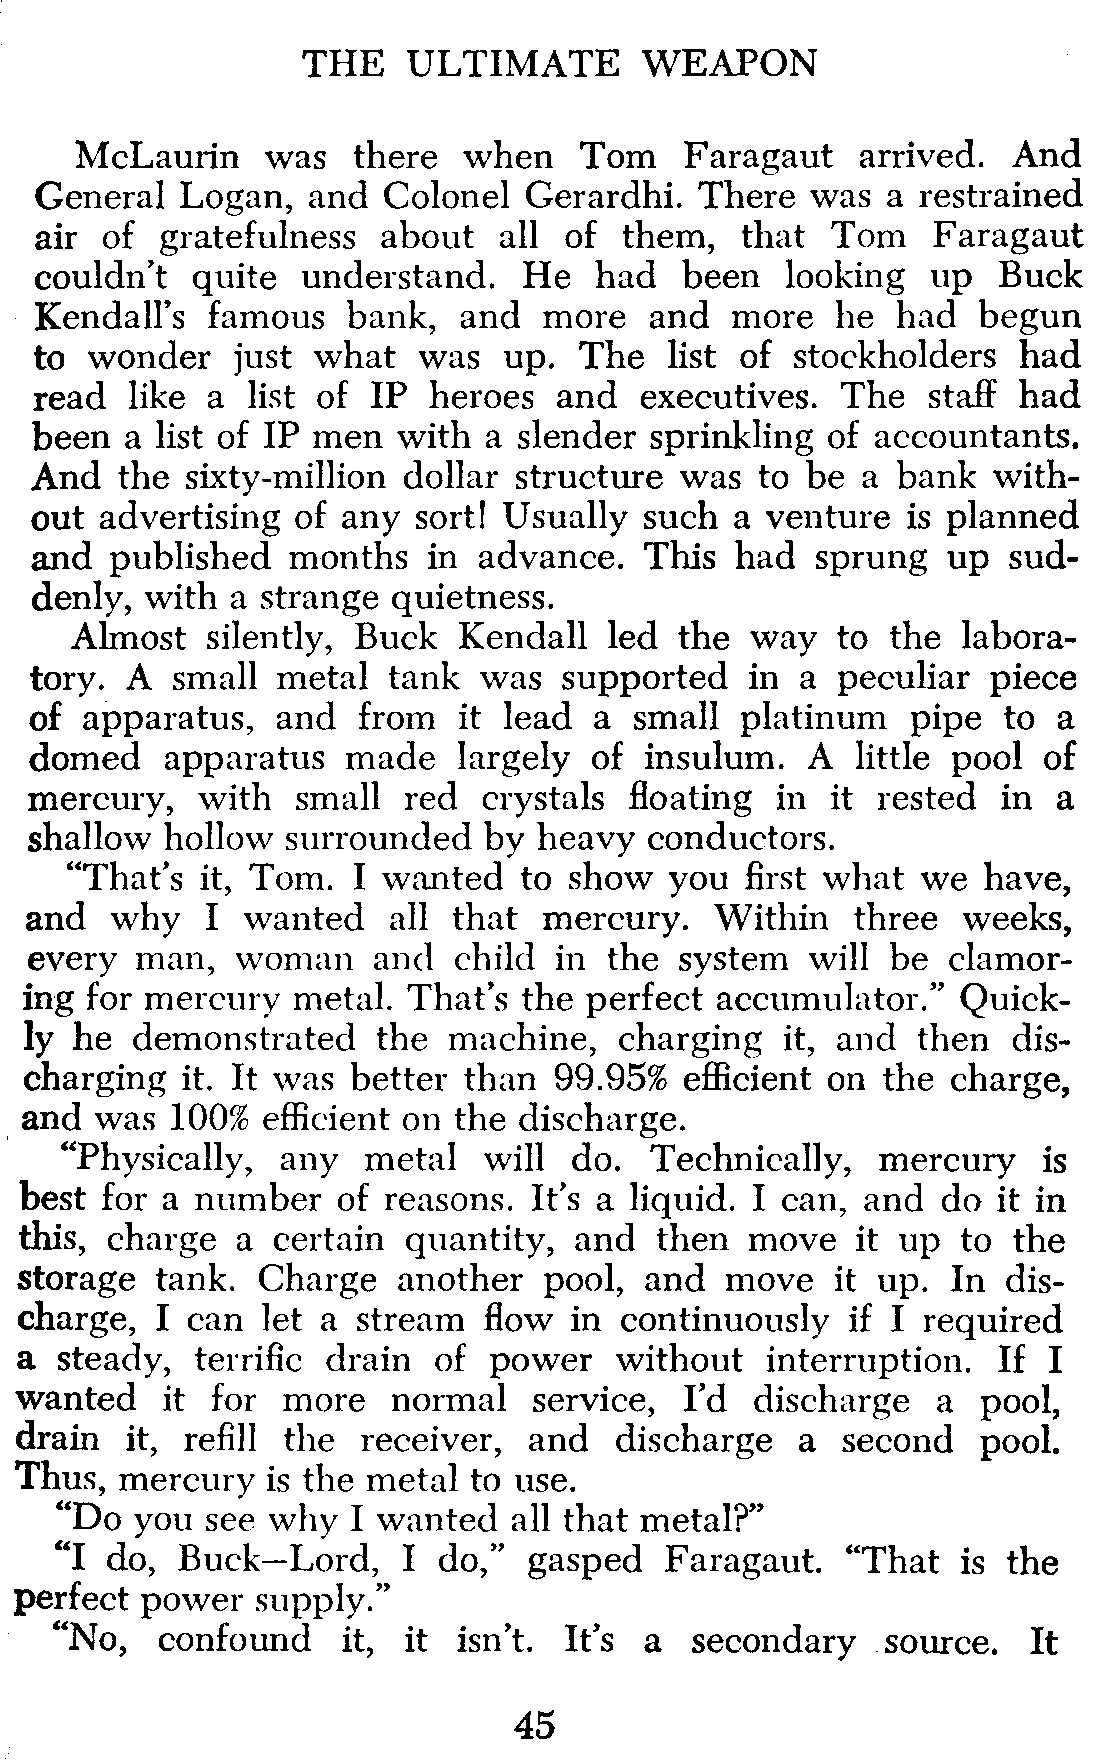 THE ULTIMATE WEAPON
McLaurin was there when Tom Faragaut arrived. And
General Logan, and Colonel Gerardhi. There was a restrained
air of gratefulness about all of them, that Tom Faragaut
couldn't quite understand. He had been looking up Buck
Kendall's famous bank, and more and more he had begun
to wonder just what was up. The list of stockholders had
read like a list of IP heroes and executives. The staff had
been a list of IP men with a slender sprinkling of accountants.
And the sixty-million dollar structure was to be a bank with-
out advertising of any sort! Usually such a venture is planned
and published months in advance. This had sprung up sud-
denly, with a strange quietness.
Almost silently, Buck Kendall led the way to the labora-
tory. A small metal tank was supported in a peculiar piece
of apparatus, and from it lead a small platinum pipe to a
domed apparatus made largely of insulum. A little pool of
mercury, with small red crystals floating in it rested in a
shallow hollow surrounded by heavy conductors.
“That's it, Tom. I wanted to show you first what we have,
and why I wanted all that mercury. Within three weeks,
every man, woman and child in the system will be clamor-
ing for mercury metal. That's the perfect accumulator.” Quick-
ly he demonstrated the machine, charging it, and then dis-
charging it. It was better than 99.95% efficient on the charge,
and was 100% efficient on the discharge.
“Physically, any metal will do. Technically, mercury is
best for a number of reasons. It's a liquid. I can, and do it in
this, charge a certain quantity, and then move it up to the
storage tank. Charge another pool, and move it up. In dis-
charge, I can let a stream flow in continuously if I required
a steady, terrific drain of power without interruption. If I
wanted it for more normal service, I'd discharge a pool,
drain it, refill the receiver, and discharge a second pool.
Thus, mercury is the metal to use.
“Do you see why I wanted all that metal?”
“I do, Buck—Lord, I do,” gasped Faragaut. “That is the
perfect power supply.”
“No, confound it, it isn't. It's a secondary source. It
45